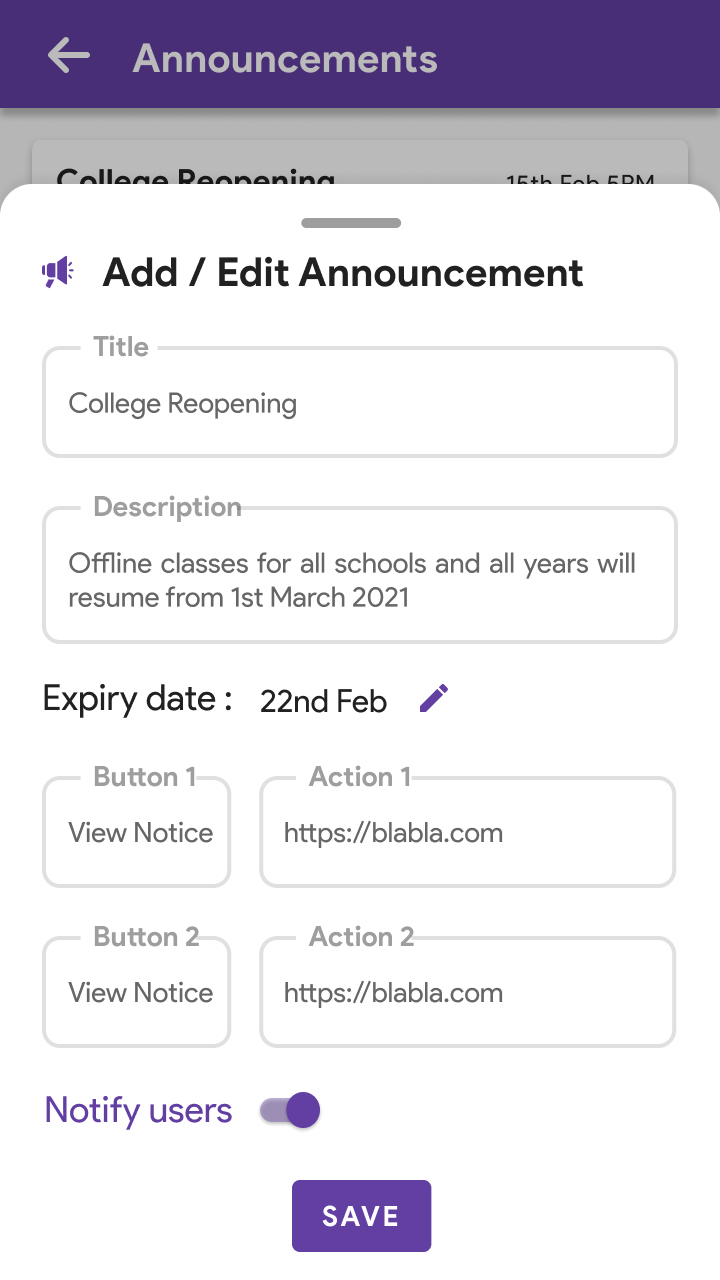 Announcements
College Reopening 15th Feb 5PM
Add / Edit Announcement
Title
College Reopening
Description
Offline classes for all schools and all years will
resume from 1st March 2021
Expiry date : 22nd Feb
Button 1 Action 1
View Notice https://blabla.com
Button 2 Action 2
View Notice https://blabla.com
Notify users
SAVE